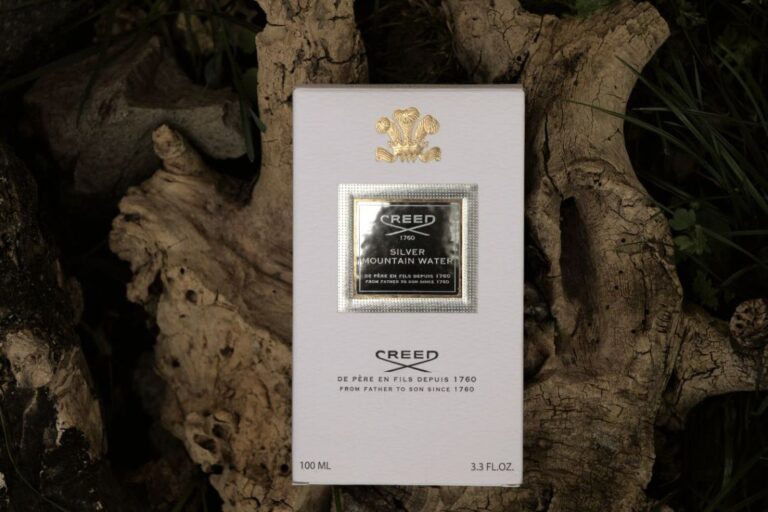 CREED
1760
SILVER
MOUNTAIN WATER
DE PÈRE EN FILS DEPUIS 1760
FROM FATHER TO SON SINCE 1760
CREED
DE PÈRE EN FILS DEPUIS 1760
FROM FATHER TO SON SINCE 1760
100 ML
3.3 FL.OZ.